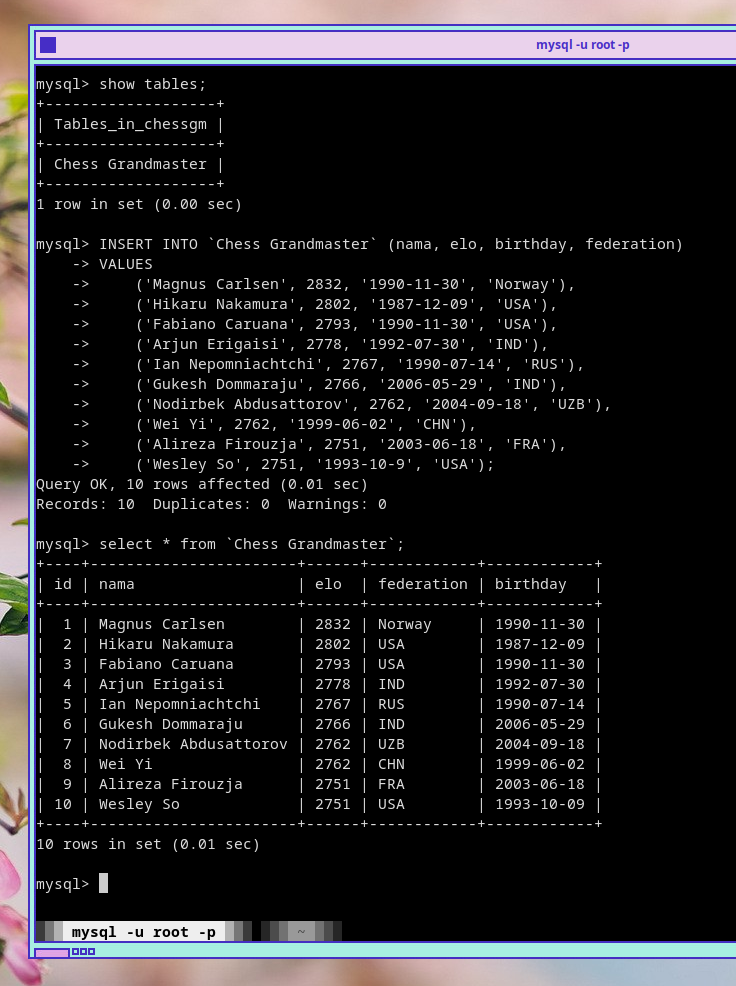 mysql -u root -p
mysql> show tables;
+-------------------+
| Tables_in_chessgm |
+-------------------+
| Chess Grandmaster |
+-------------------+
1 row in set (0.00 sec)

mysql> INSERT INTO `Chess Grandmaster` (nama, elo, birthday, federation)
    -> VALUES
    ->     ('Magnus Carlsen', 2832, '1990-11-30', 'Norway'),
    ->     ('Hikaru Nakamura', 2802, '1987-12-09', 'USA'),
    ->     ('Fabiano Caruana', 2793, '1990-11-30', 'USA'),
    ->     ('Arjun Erigaisi', 2778, '1992-07-30', 'IND'),
    ->     ('Ian Nepomniachtchi', 2767, '1990-07-14', 'RUS'),
    ->     ('Gukesh Dommaraju', 2766, '2006-05-29', 'IND'),
    ->     ('Nodirbek Abdusattorov', 2762, '2004-09-18', 'UZB'),
    ->     ('Wei Yi', 2762, '1999-06-02', 'CHN'),
    ->     ('Alireza Firouzja', 2751, '2003-06-18', 'FRA'),
    ->     ('Wesley So', 2751, '1993-10-9', 'USA');
Query OK, 10 rows affected (0.01 sec)
Records: 10  Duplicates: 0  Warnings: 0

mysql> select * from `Chess Grandmaster`;
+----+-----------------------+------+------------+------------+
| id | nama                  | elo  | federation | birthday   |
+----+-----------------------+------+------------+------------+
|  1 | Magnus Carlsen        | 2832 | Norway     | 1990-11-30 |
|  2 | Hikaru Nakamura       | 2802 | USA        | 1987-12-09 |
|  3 | Fabiano Caruana       | 2793 | USA        | 1990-11-30 |
|  4 | Arjun Erigaisi        | 2778 | IND        | 1992-07-30 |
|  5 | Ian Nepomniachtchi    | 2767 | RUS        | 1990-07-14 |
|  6 | Gukesh Dommaraju      | 2766 | IND        | 2006-05-29 |
|  7 | Nodirbek Abdusattorov | 2762 | UZB        | 2004-09-18 |
|  8 | Wei Yi                | 2762 | CHN        | 1999-06-02 |
|  9 | Alireza Firouzja      | 2751 | FRA        | 2003-06-18 |
| 10 | Wesley So             | 2751 | USA        | 1993-10-09 |
+----+-----------------------+------+------------+------------+
10 rows in set (0.01 sec)

mysql>
mysql -u root -p ~